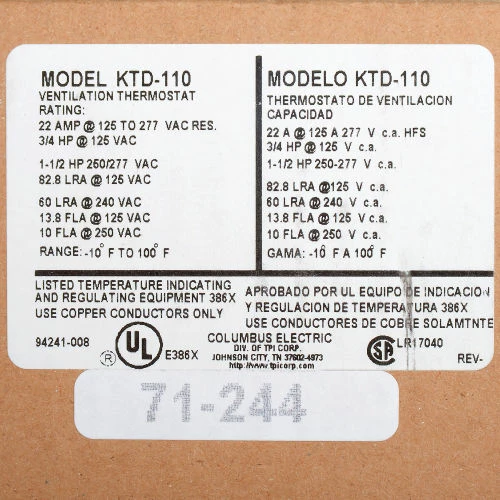 MODEL KTD-110
VENTILATION THERMOSTAT
RATING:
22 AMP @ 125 TO 277 VAC RES.
3/4 HP @ 125 VAC
1-1/2 HP 250/277 VAC
82.8 LRA @ 125 VAC
60 LRA @ 240 VAC
13.8 FLA @ 125 VAC
10 FLA @ 250 VAC
RANGE: -10° F TO 100° F
MODELO KTD-110
THERMOSTATO DE VENTILACION
CAPACIDAD
22 A @ 125 A 277 V c.a. HFS
3/4 HP @ 125 V c.a.
1-1/2 HP 250-277 V c.a.
82.8 LRA @125 V c.a.
60 LRA @ 240 V c.a.
13.8 FLA @ 125 V c.a.
10 FLA @ 250 V c.a.
GAMA: -10° F A 100° F
LISTED TEMPERATURE INDICATING
AND REGULATING EQUIPMENT 386X
USE COPPER CONDUCTORS ONLY
APROBADO POR UL EQUIPO DE INDICACION
Y REGULACION DE TEMPERATURA 386X
USE CONDUCTORES DE COBRE SOLAMTNTE
94241-008
UL
®
E386X
COLUMBUS ELECTRIC
DIV. OF TPI CORP.
JOHNSON CITY, TN 37602-4973
http://www.tpicorp.com
SA
LR17040
REV-
71-244